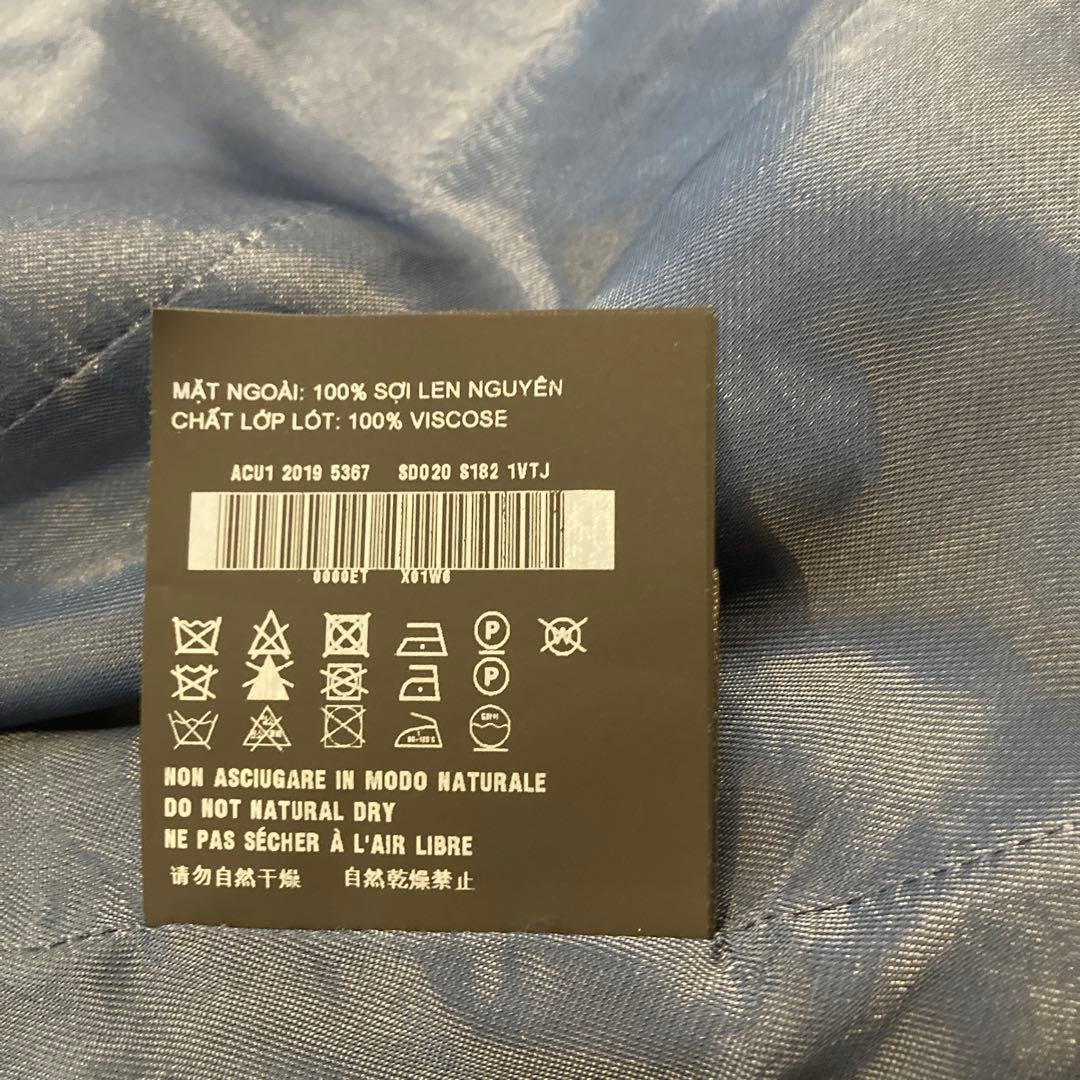 MẶT NGOÀI: 100% SỢI LEN NGUYÊN
CHẤT LỚP LÓT: 100% VISCOSE
ACU1 2019 5367 SD020 S182 1VTJ
0000ET X01W6
P W
P
NON ASCIUGARE IN MODO NATURALE
DO NOT NATURAL DRY
NE PAS SÉCHER À L'AIR LIBRE
请勿自然干燥 自然乾燥禁止